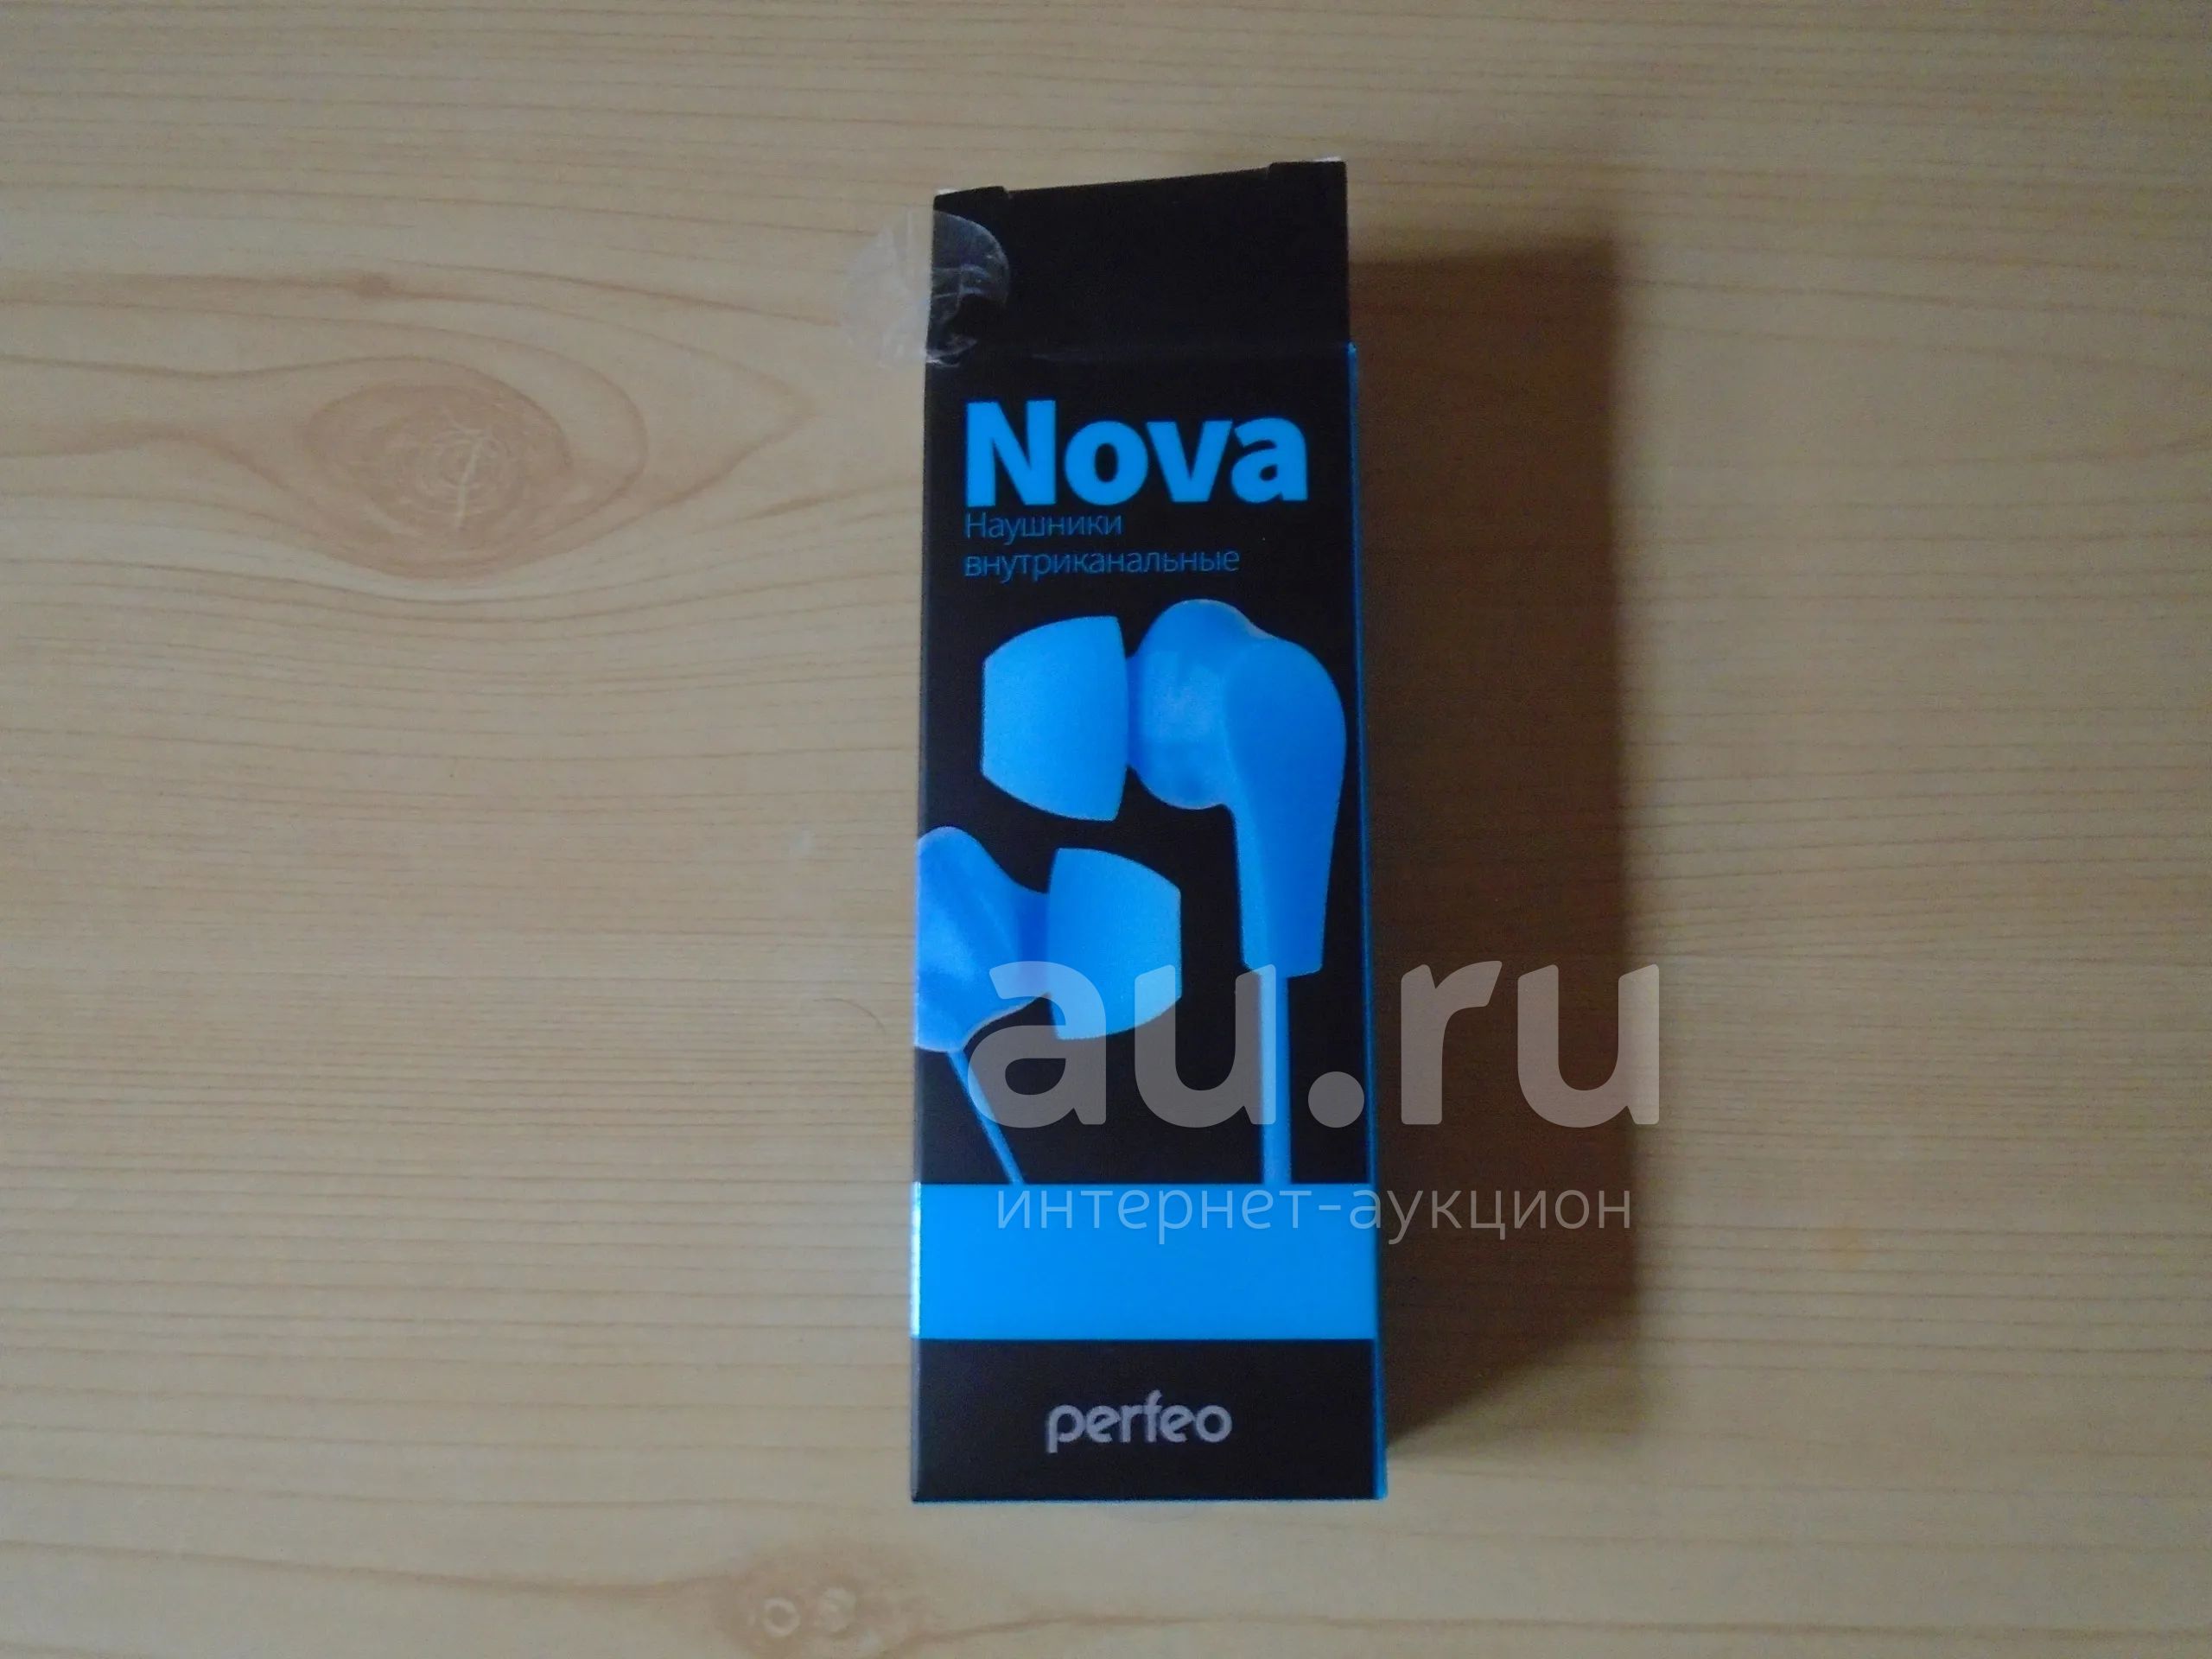 Nova
Наушники
внутриканальные
au.ru
интернет-аукцион
perfeo